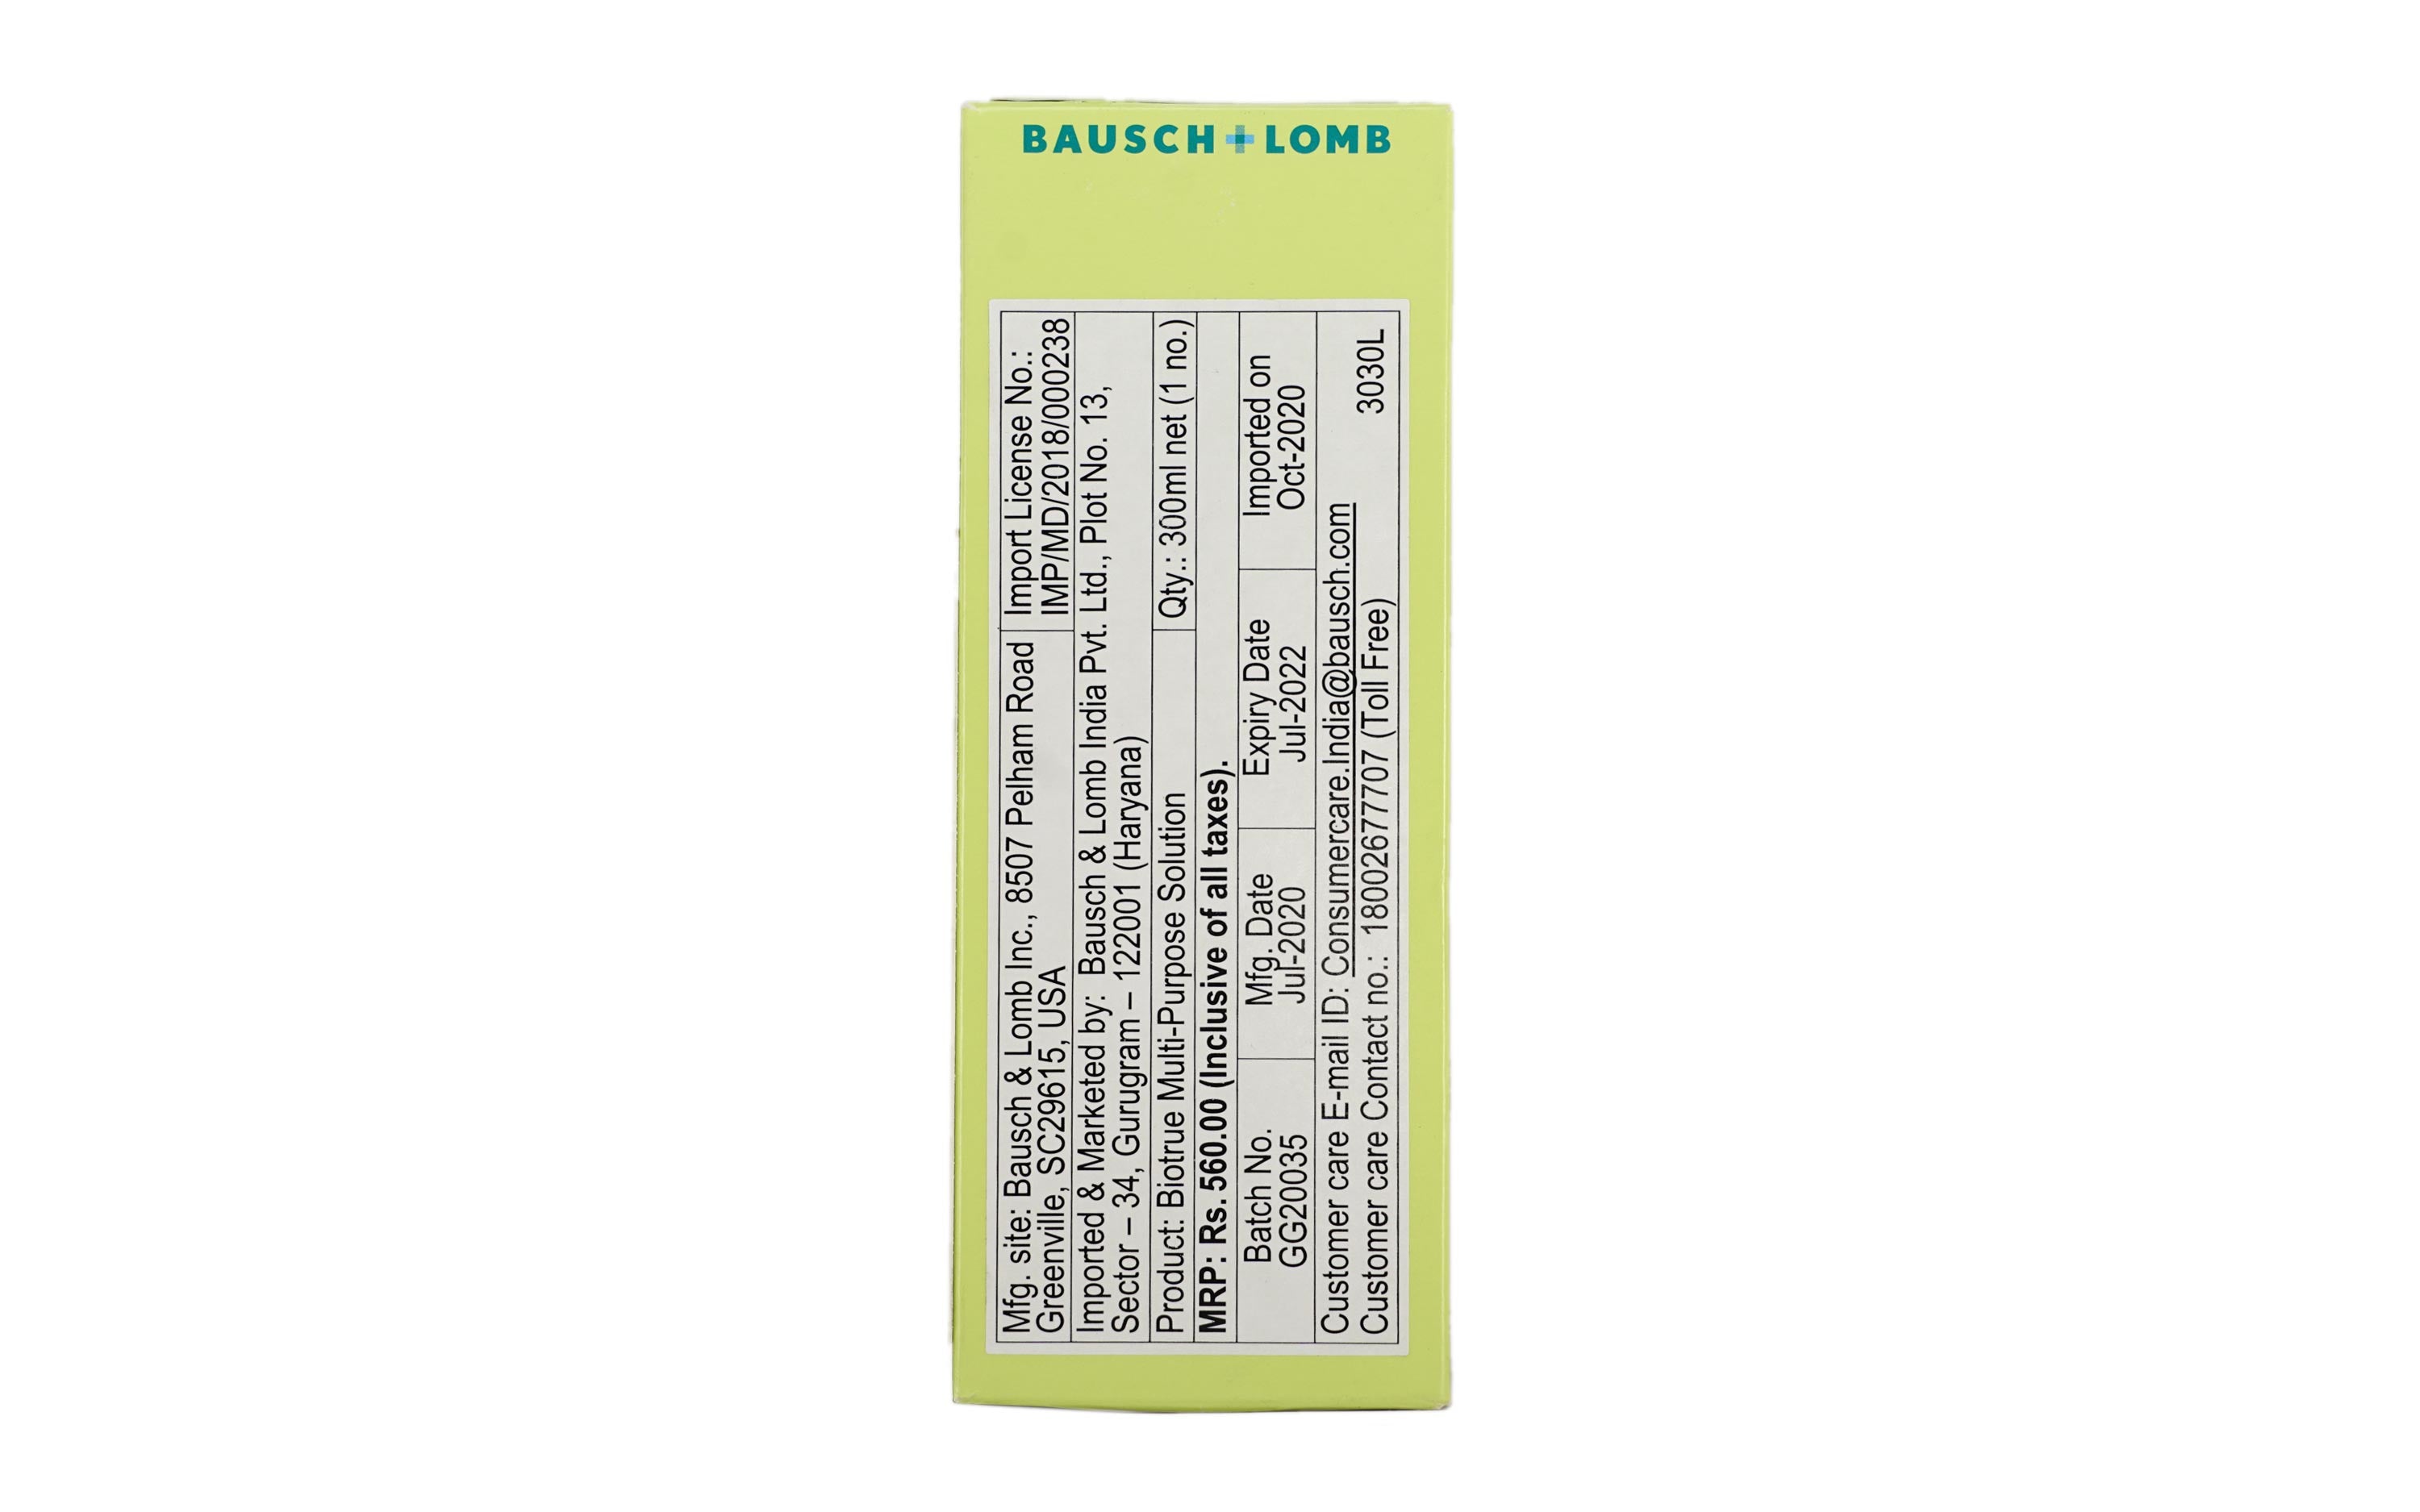 BAUSCH+LOMB
Mfg. site: Bausch & Lomb Inc., 8507 Pelham Road
Greenville, SC29615, USA
Import License No.:
IMP/MD/2018/000238
Imported & Marketed by: Bausch & Lomb India Pvt. Ltd., Plot No. 13,
Sector – 34, Gurugram – 122001 (Haryana)
Product: Biotrue Multi-Purpose Solution
Qty.: 300ml net (1 no.)
MRP: Rs. 560.00 (Inclusive of all taxes).
Batch No.
GG20035
Mfg. Date
Jul-2020
Expiry Date
Jul-2022
Imported on
Oct-2020
Customer care E-mail ID: Consumercare.India@bausch.com
Customer care Contact no.: 18002677707 (Toll Free)
3030L